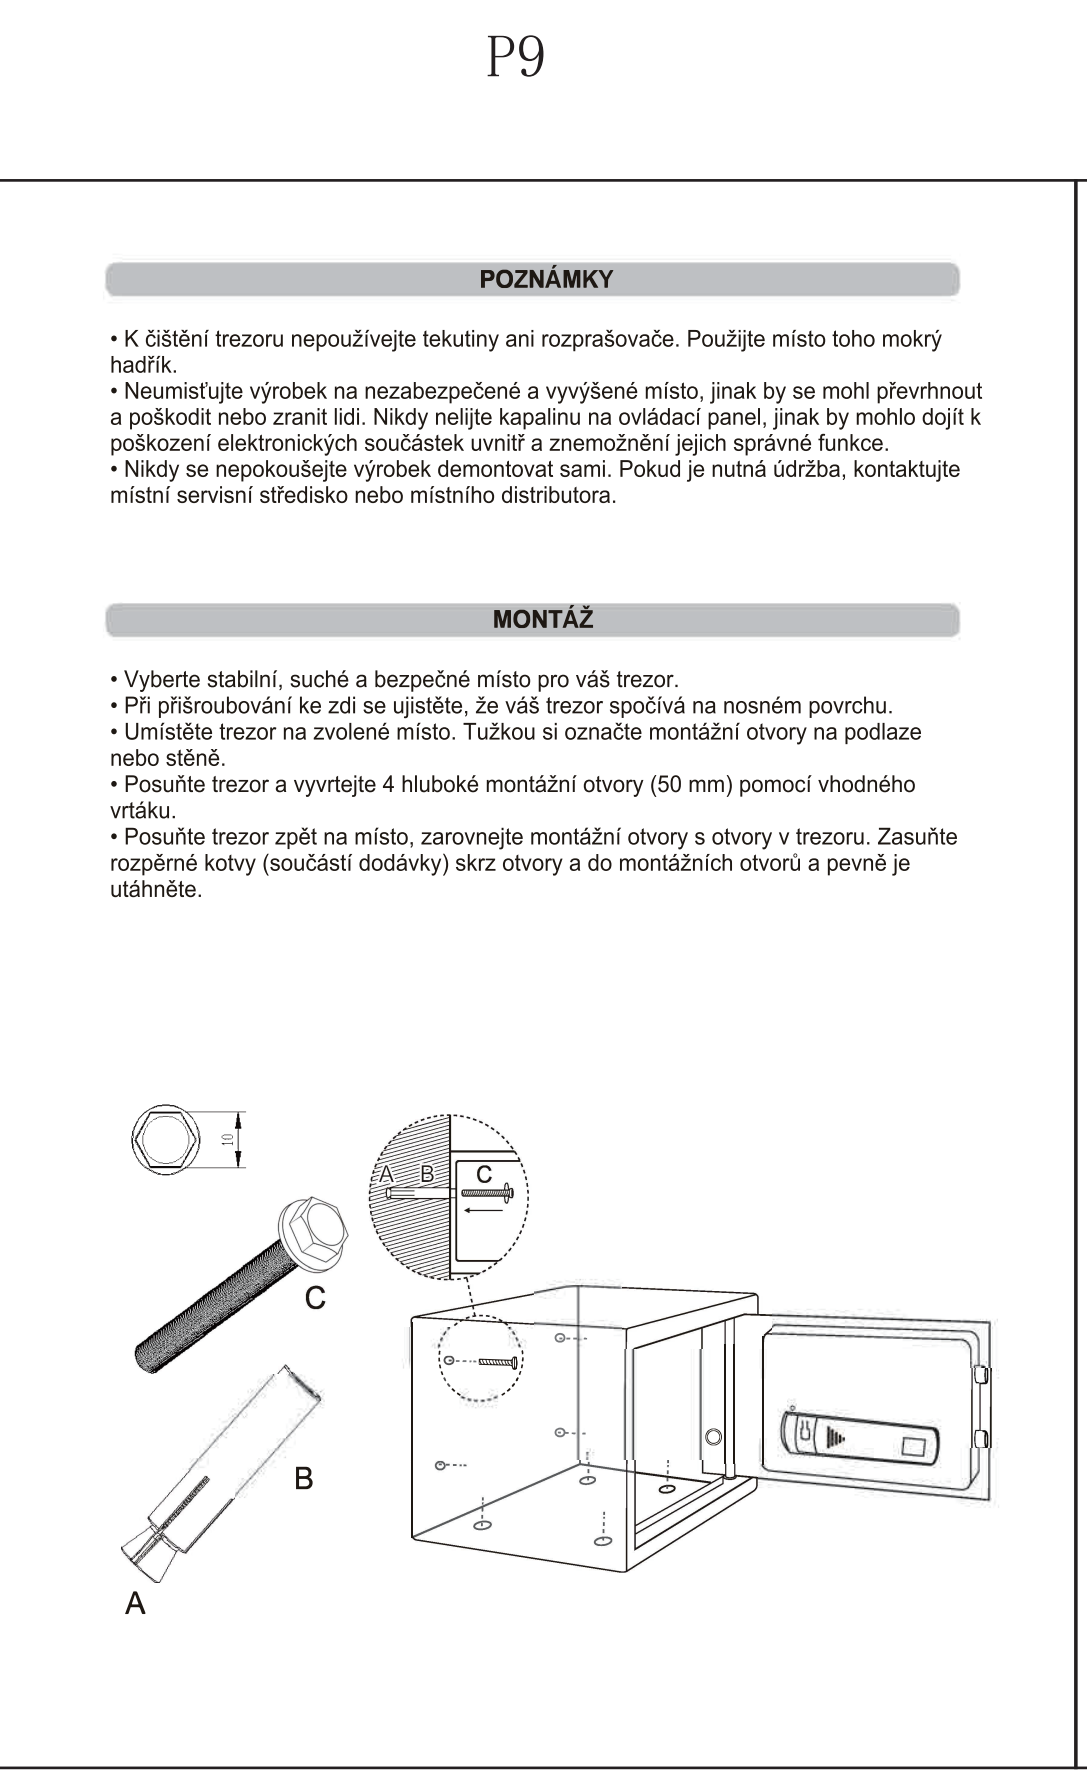 P9
POZNÁMKY
• K čištění trezoru nepoužívejte tekutiny ani rozprašovače. Použijte místo toho mokrý
hadřík.
• Neumisťujte výrobek na nezabezpečené a vyvýšené místo, jinak by se mohl převrhnout
a poškodit nebo zranit lidi. Nikdy nelijte kapalinu na ovládací panel, jinak by mohlo dojít k
poškození elektronických součástek uvnitř a znemožnění jejich správné funkce.
• Nikdy se nepokoušejte výrobek demontovat sami. Pokud je nutná údržba, kontaktujte
místní servisní středisko nebo místního distributora.
MONTÁŽ
• Vyberte stabilní, suché a bezpečné místo pro váš trezor.
• Při přišroubování ke zdi se ujistěte, že váš trezor spočívá na nosném povrchu.
• Umístěte trezor na zvolené místo. Tužkou si označte montážní otvory na podlaze
nebo stěně.
• Posuňte trezor a vyvrtejte 4 hluboké montážní otvory (50 mm) pomocí vhodného
vrtáku.
• Posuňte trezor zpět na místo, zarovnejte montážní otvory s otvory v trezoru. Zasuňte
rozpěrné kotvy (součástí dodávky) skrz otvory a do montážních otvorů a pevně je
utáhněte.
10
A B C
C
B
A